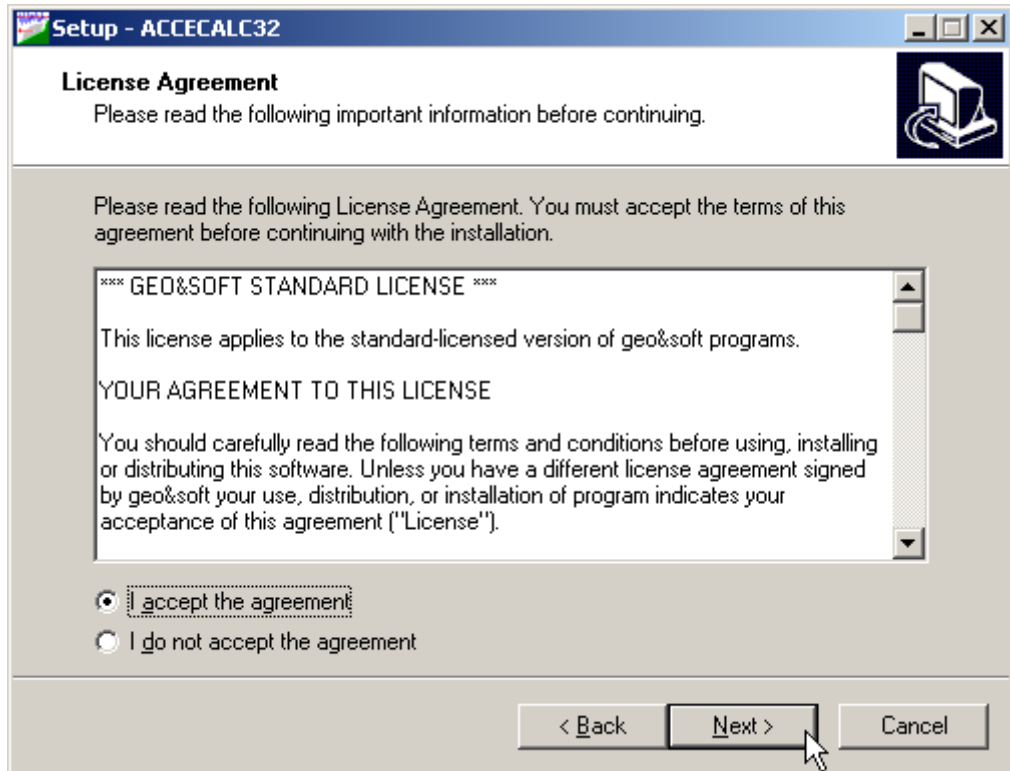 Setup - ACCECALC32
License Agreement
Please read the following important information before continuing.
Please read the following License Agreement. You must accept the terms of this
agreement before continuing with the installation.
*** GEO&SOFT STANDARD LICENSE ***
This license applies to the standard-licensed version of geo&soft programs.
YOUR AGREEMENT TO THIS LICENSE
You should carefully read the following terms and conditions before using, installing
or distributing this software. Unless you have a different license agreement signed
by geo&soft your use, distribution, or installation of program indicates your
acceptance of this agreement ("License").
I accept the agreement
I do not accept the agreement
< Back
Next >
Cancel